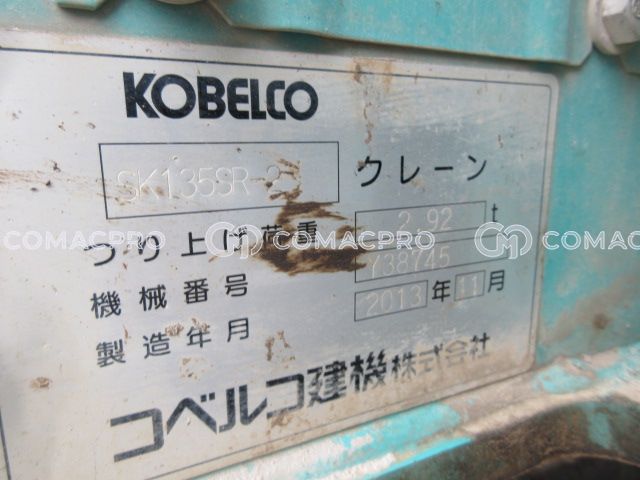 KOBELCO
SK135SR-2 クレーン
つり上げ荷重 2.92 t
機械番号 Y38745
製造年月 2013 年 11 月
コベルコ建機株式会社
COMACPRO COMACPRO COMACPRO